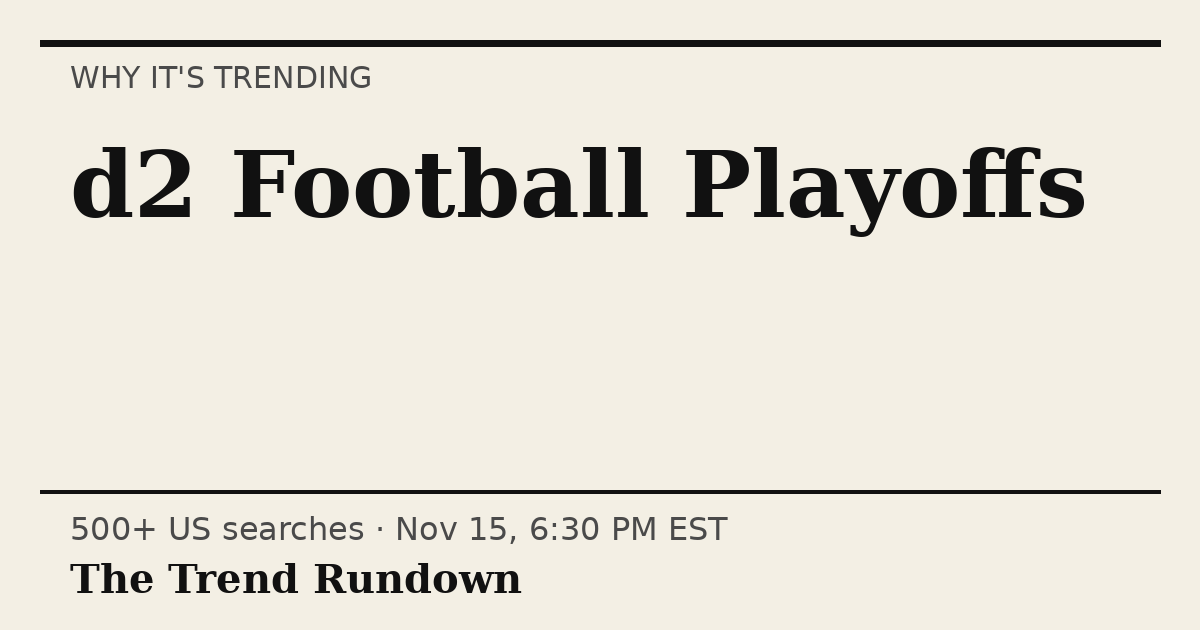 WHY IT'S TRENDING
d2 Football Playoffs
500+ US searches · Nov 15, 6:30 PM EST
The Trend Rundown